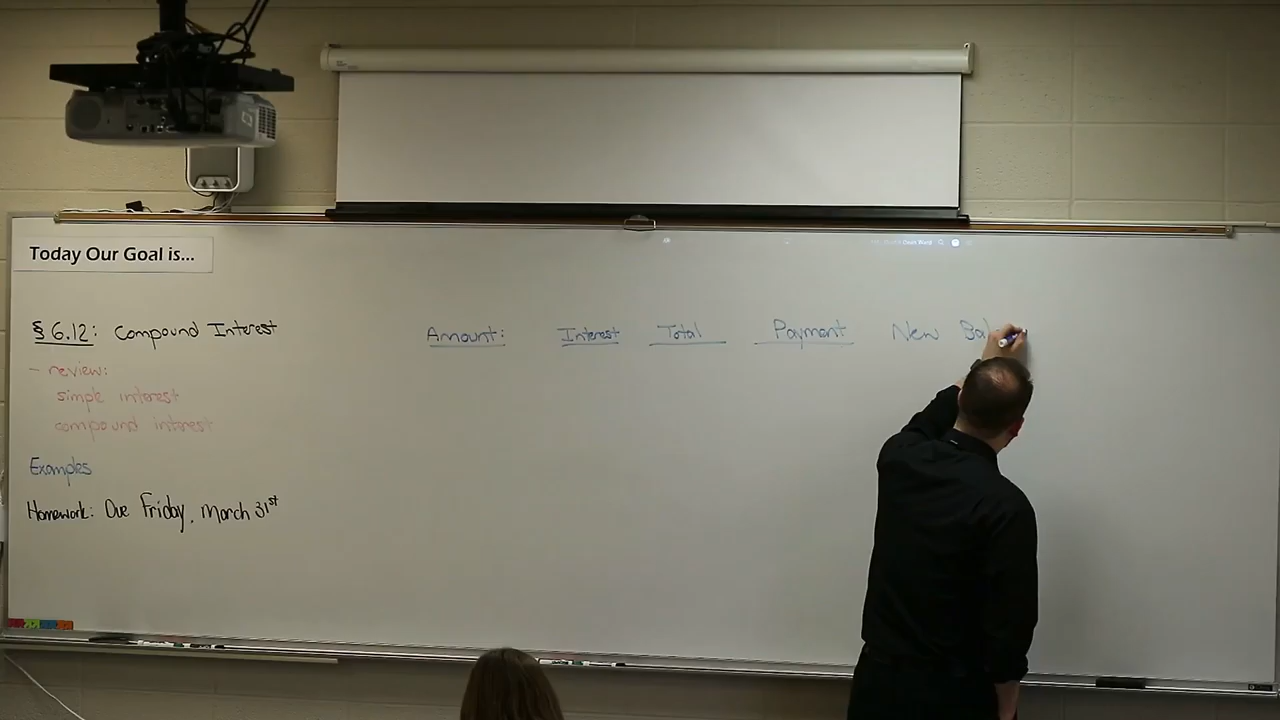 Today Our Goal is...
§ 6.12: Compound Interest
- review:
simple interest
compound interest
Examples
Homework: Due Friday, March 31st
Amount: Interest Total Payment New Bal